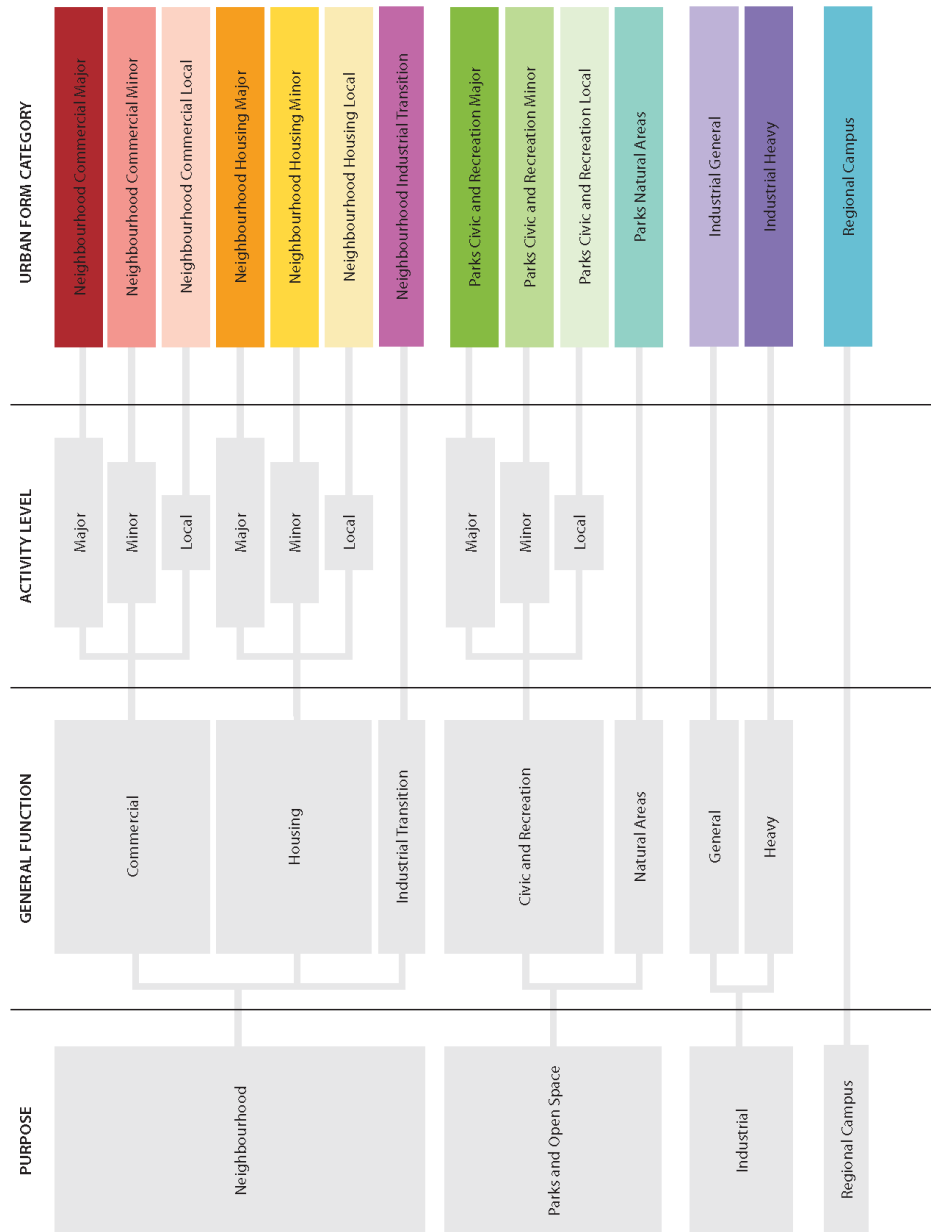 PURPOSE
GENERAL FUNCTION
ACTIVITY LEVEL
URBAN FORM CATEGORY
Neighbourhood
Commercial
Major
Neighbourhood Commercial Major
Minor
Neighbourhood Commercial Minor
Local
Neighbourhood Commercial Local
Housing
Major
Neighbourhood Housing Major
Minor
Neighbourhood Housing Minor
Local
Neighbourhood Housing Local
Industrial Transition
Neighbourhood Industrial Transition
Parks and Open Space
Civic and Recreation
Major
Parks Civic and Recreation Major
Minor
Parks Civic and Recreation Minor
Local
Parks Civic and Recreation Local
Natural Areas
Parks Natural Areas
Industrial
General
Industrial General
Heavy
Industrial Heavy
Regional Campus
Regional Campus